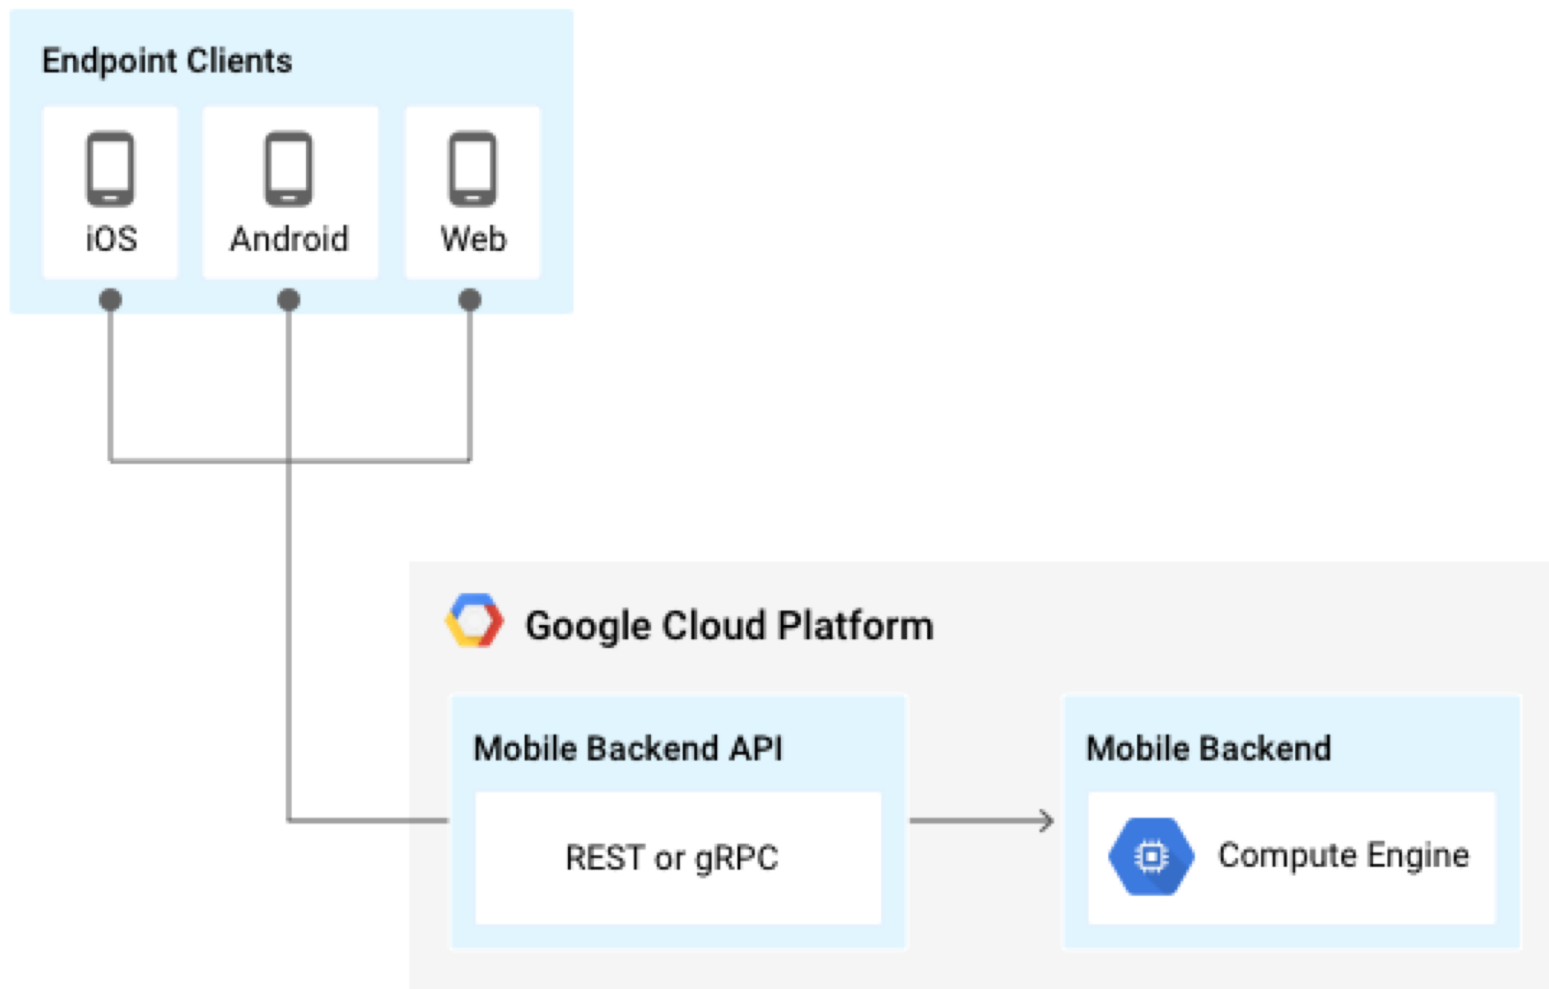 Endpoint Clients
iOS
Android
Web
Google Cloud Platform
Mobile Backend API
REST or gRPC
Mobile Backend
Compute Engine